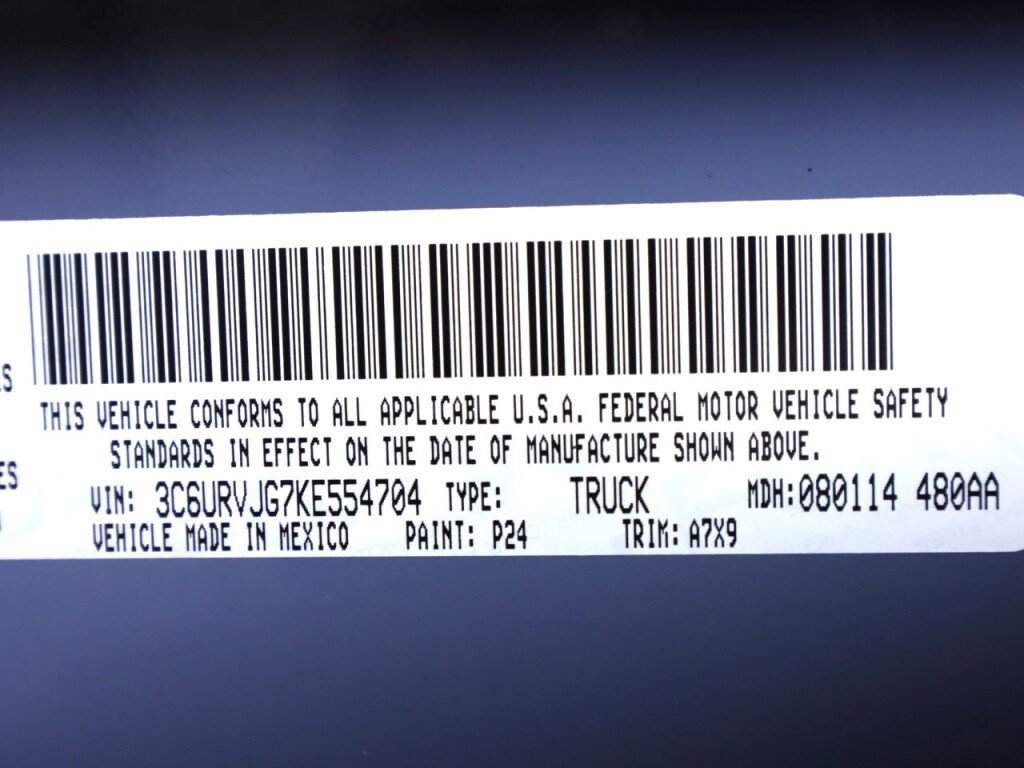 THIS VEHICLE CONFORMS TO ALL APPLICABLE U.S.A. FEDERAL MOTOR VEHICLE SAFETY
STANDARDS IN EFFECT ON THE DATE OF MANUFACTURE SHOWN ABOVE.
VIN: 3C6URVJG7KE554704 TYPE: TRUCK MDH:080114 480AA
VEHICLE MADE IN MEXICO PAINT: P24 TRIM: A7X9